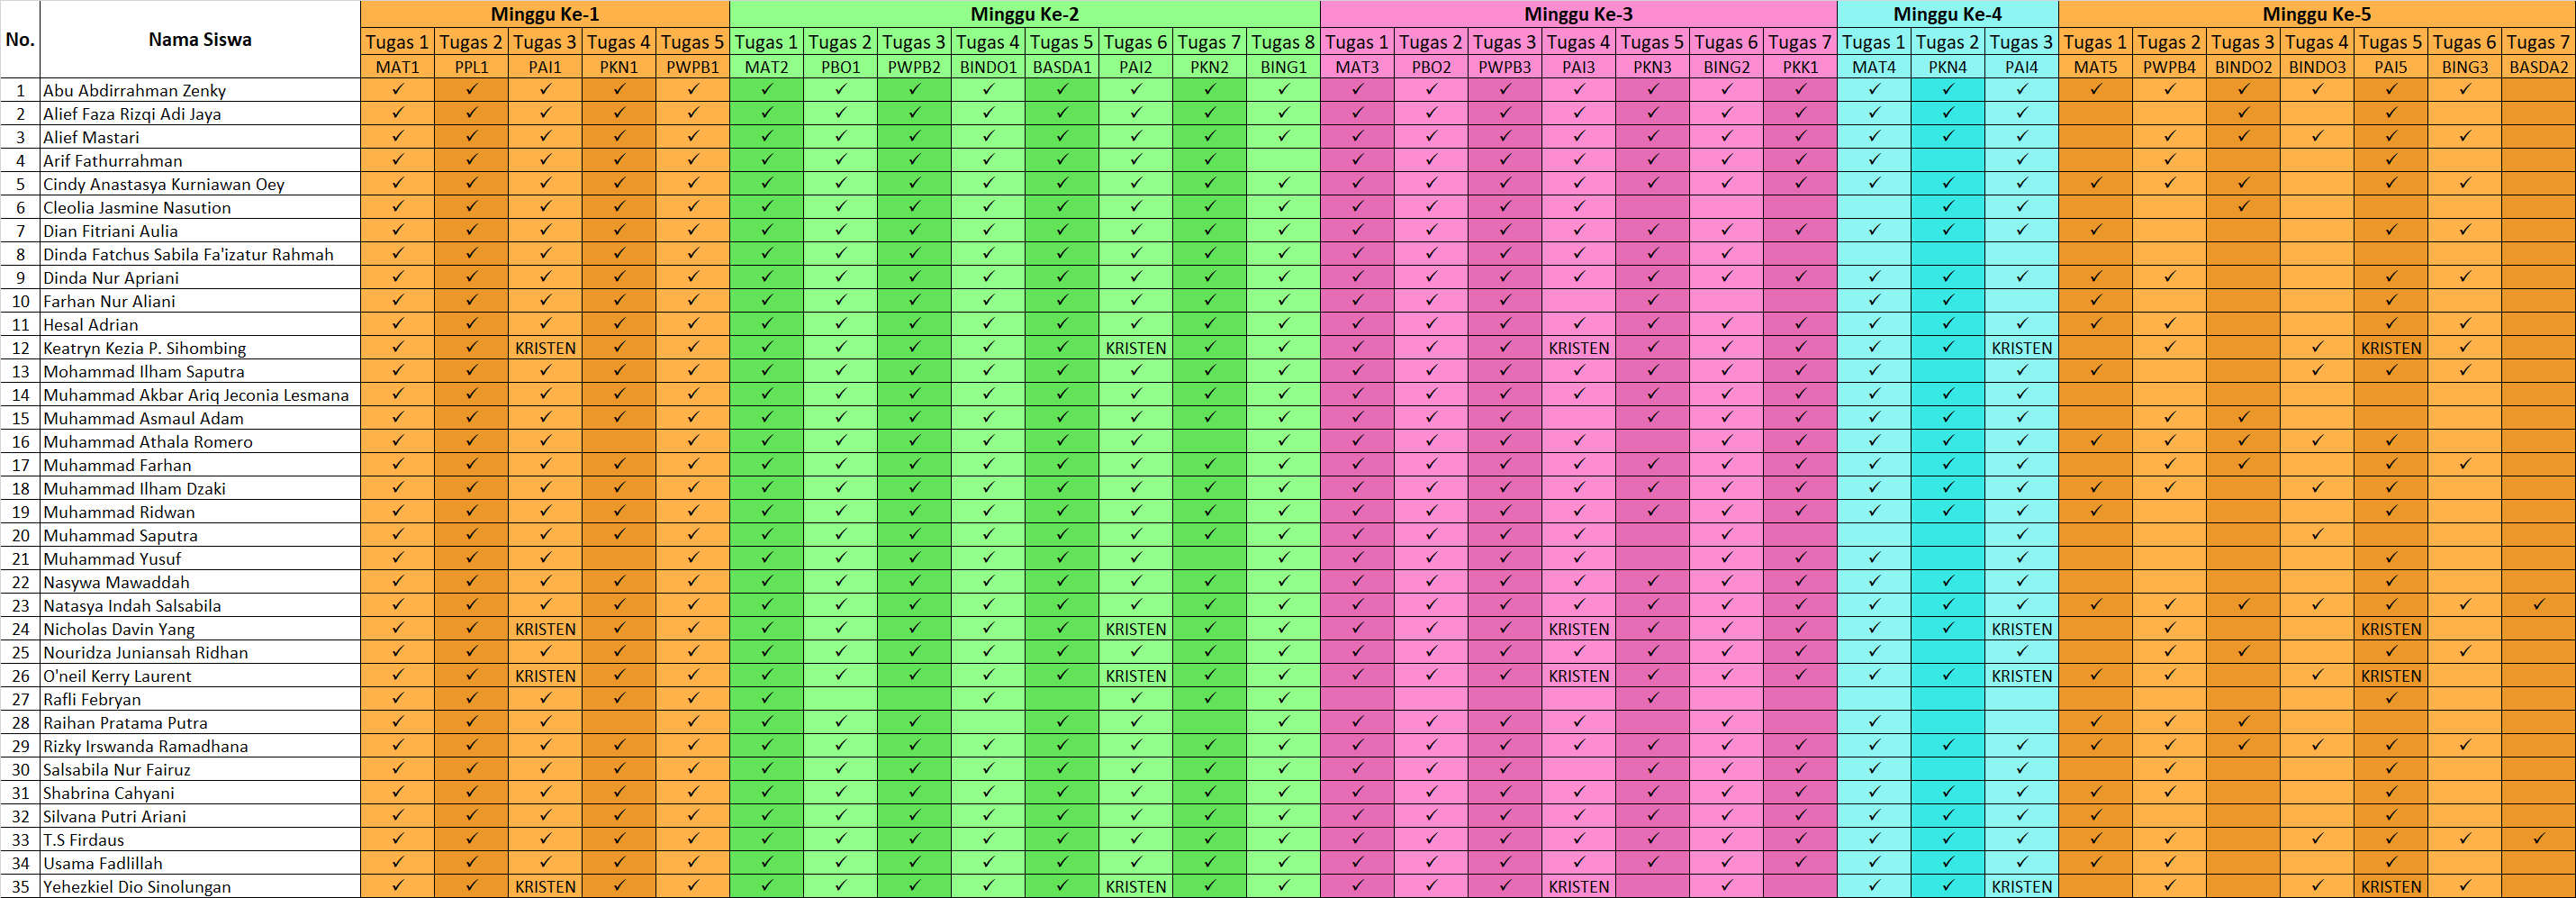 Minggu Ke-1 Minggu Ke-2 Minggu Ke-3 Minggu Ke-4 Minggu Ke-5
No. Nama Siswa Tugas 1 Tugas 2 Tugas 3 Tugas 4 Tugas 5 Tugas 1 Tugas 2 Tugas 3 Tugas 4 Tugas 5 Tugas 6 Tugas 7 Tugas 8 Tugas 1 Tugas 2 Tugas 3 Tugas 4 Tugas 5 Tugas 6 Tugas 7 Tugas 1 Tugas 2 Tugas 3 Tugas 1 Tugas 2 Tugas 3 Tugas 4 Tugas 5 Tugas 6 Tugas 7
MAT1 PPL1 PAI1 PKN1 PWPB1 MAT2 PBO1 PWPB2 BINDO1 BASDA1 PAI2 PKN2 BING1 MAT3 PBO2 PWPB3 PAI3 PKN3 BING2 PKK1 MAT4 PKN4 PAI4 MAT5 PWPB4 BINDO2 BINDO3 PAI5 BING3 BASDA2
1 Abu Abdirrahman Zenky
2 Alief Faza Rizqi Adi Jaya
3 Alief Mastari
4 Arif Fathurrahman
5 Cindy Anastasya Kurniawan Oey
6 Cleolia Jasmine Nasution
7 Dian Fitriani Aulia
8 Dinda Fatchus Sabila Fa'izatur Rahmah
9 Dinda Nur Apriani
10 Farhan Nur Aliani
11 Hesal Adrian
12 Keatryn Kezia P. Sihombing KRISTEN KRISTEN KRISTEN KRISTEN KRISTEN
13 Mohammad Ilham Saputra
14 Muhammad Akbar Ariq Jeconia Lesmana
15 Muhammad Asmaul Adam
16 Muhammad Athala Romero
17 Muhammad Farhan
18 Muhammad Ilham Dzaki
19 Muhammad Ridwan
20 Muhammad Saputra
21 Muhammad Yusuf
22 Nasywa Mawaddah
23 Natasya Indah Salsabila
24 Nicholas Davin Yang KRISTEN KRISTEN KRISTEN KRISTEN KRISTEN
25 Nouridza Juniansah Ridhan
26 O'neil Kerry Laurent KRISTEN KRISTEN KRISTEN KRISTEN KRISTEN
27 Rafli Febryan
28 Raihan Pratama Putra
29 Rizky Irswanda Ramadhana
30 Salsabila Nur Fairuz
31 Shabrina Cahyani
32 Silvana Putri Ariani
33 T.S Firdaus
34 Usama Fadlillah
35 Yehezkiel Dio Sinolungan KRISTEN KRISTEN KRISTEN KRISTEN KRISTEN